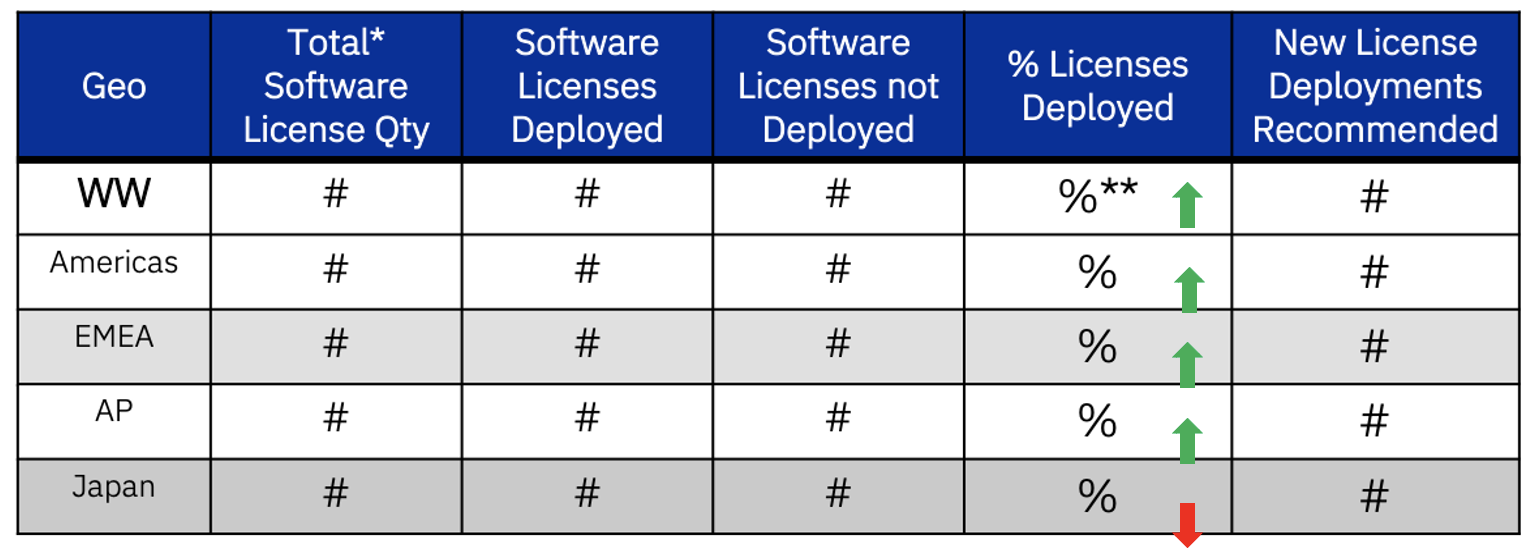 Geo
Total*
Software
License Qty
Software
Licenses
Deployed
Software
Licenses not
Deployed
% Licenses
Deployed
New License
Deployments
Recommended
WW # # # %** #
Americas # # # % #
EMEA # # # % #
AP # # # % #
Japan # # # % #